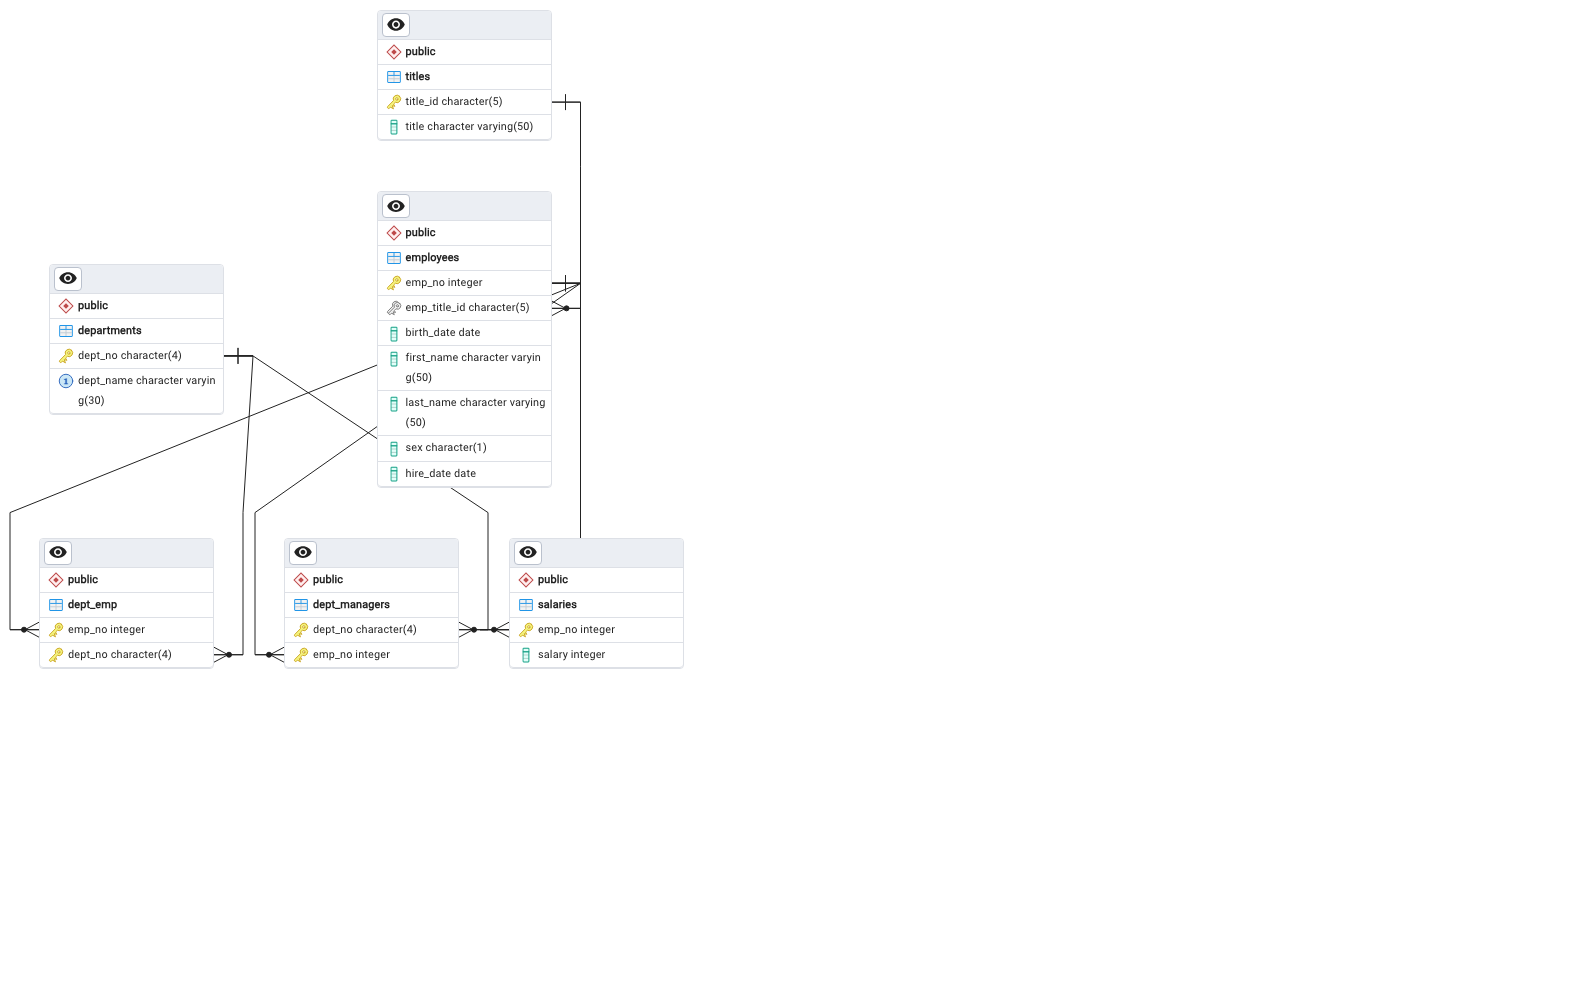 public
titles
title_id character(5)
title character varying(50)
public
employees
emp_no integer
emp_title_id character(5)
birth_date date
first_name character varyin
g(50)
last_name character varying
(50)
sex character(1)
hire_date date
public
departments
dept_no character(4)
1 dept_name character varyin
g(30)
public
dept_emp
emp_no integer
dept_no character(4)
public
dept_managers
dept_no character(4)
emp_no integer
public
salaries
emp_no integer
salary integer